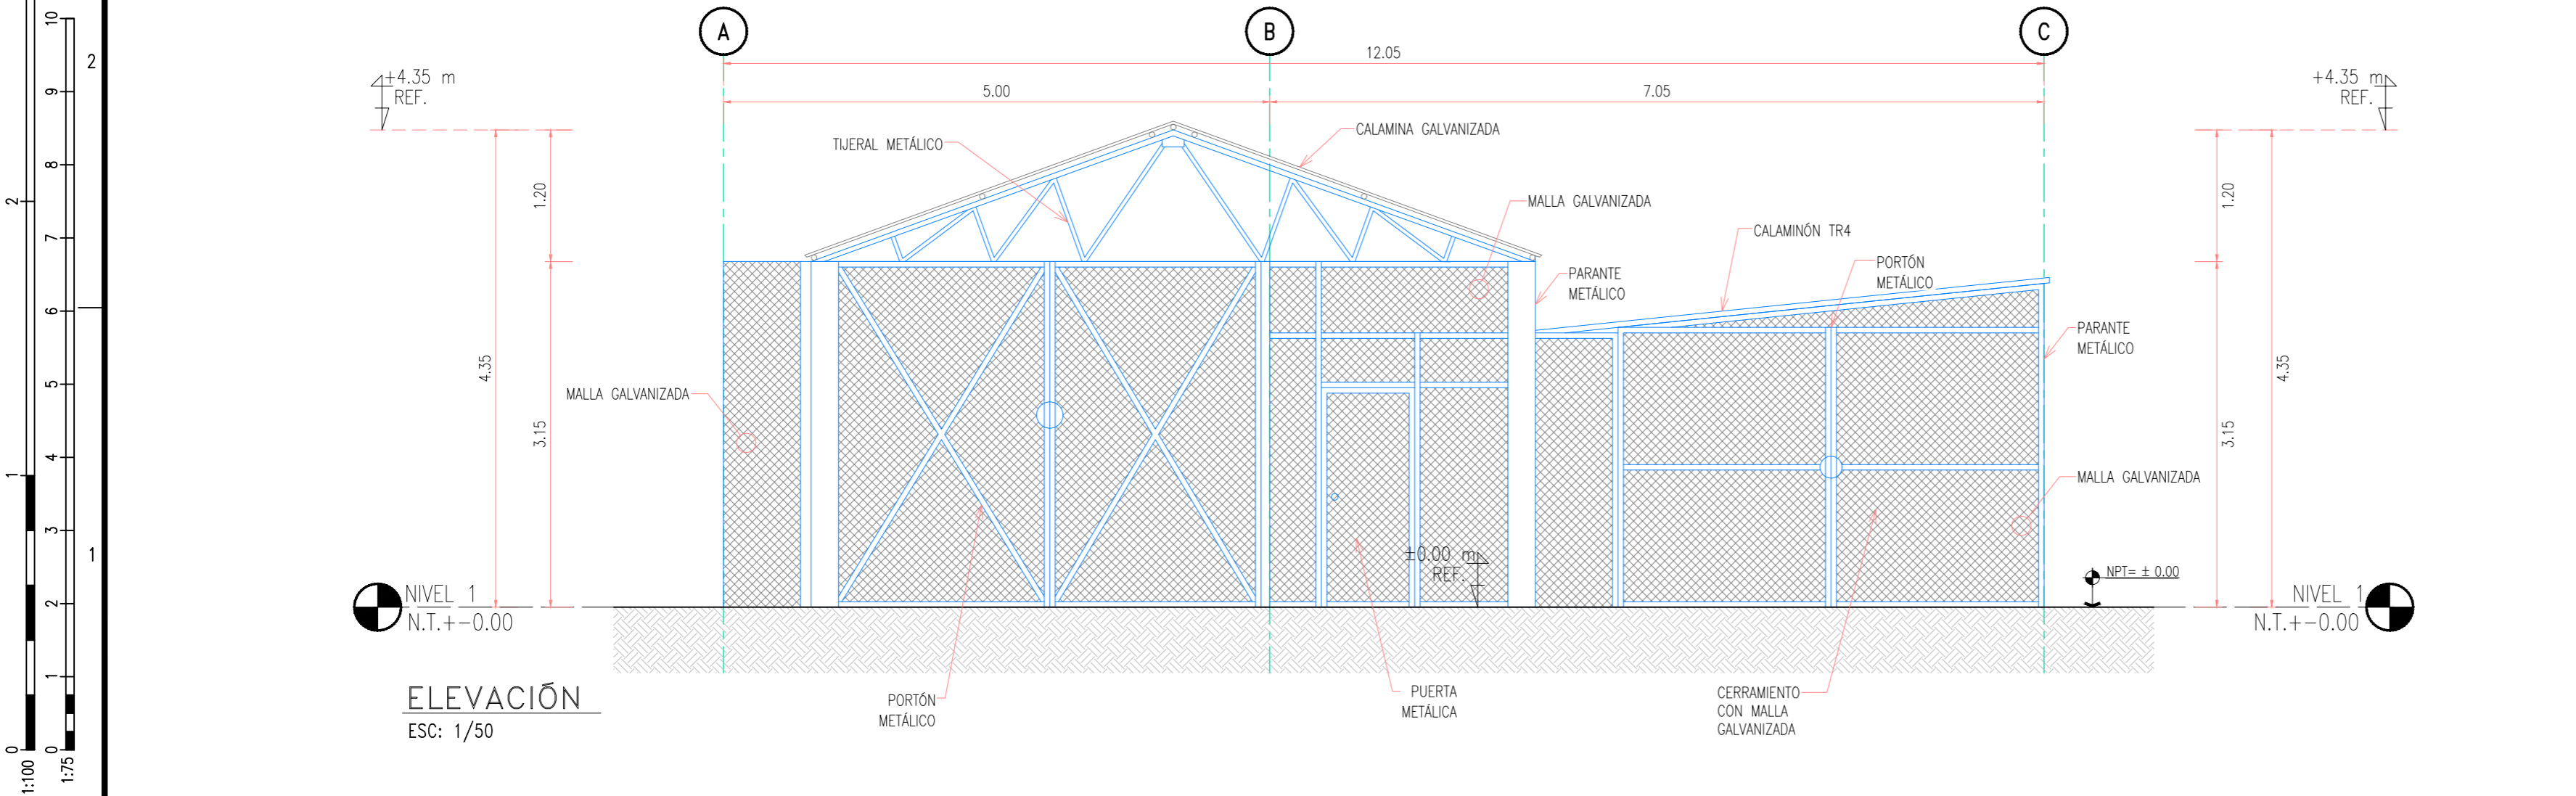 A
B
C
12.05
5.00
7.05
+4.35 m
REF.
+4.35 m
REF.
TIJERAL METÁLICO
CALAMINA GALVANIZADA
MALLA GALVANIZADA
CALAMINÓN TR4
PORTÓN
METÁLICO
PARANTE
METÁLICO
PARANTE
METÁLICO
1.20
3.15
4.35
1.20
3.15
4.35
MALLA GALVANIZADA
MALLA GALVANIZADA
±0.00 m
REF.
NPT= ± 0.00
NIVEL 1
N.T.+-0.00
NIVEL 1
N.T.+-0.00
PORTÓN
METÁLICO
PUERTA
METÁLICA
CERRAMIENTO
CON MALLA
GALVANIZADA
ELEVACIÓN
ESC: 1/50
2
1
2
1
0
1:100
10
9
8
7
6
5
4
3
2
1
0
1:75